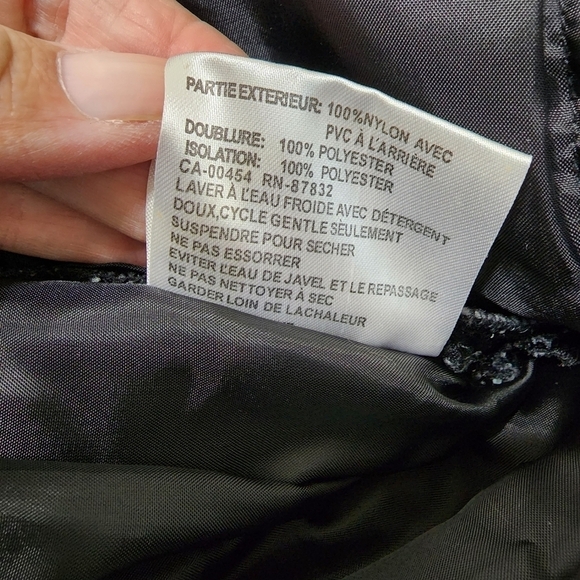 PARTIE EXTERIEUR: 100%NYLON AVEC
PVC À L'ARRIÈRE
DOUBLURE: 100% POLYESTER
ISOLATION: 100% POLYESTER
CA-00454 RN-87832
LAVER À L'EAU FROIDE AVEC DÉTERGENT
DOUX,CYCLE GENTLE SEULEMENT
SUSPENDRE POUR SECHER
NE PAS ESSORRER
EVITER L'EAU DE JAVEL ET LE REPASSAGE
NE PAS NETTOYER À SEC
GARDER LOIN DE LACHALEUR